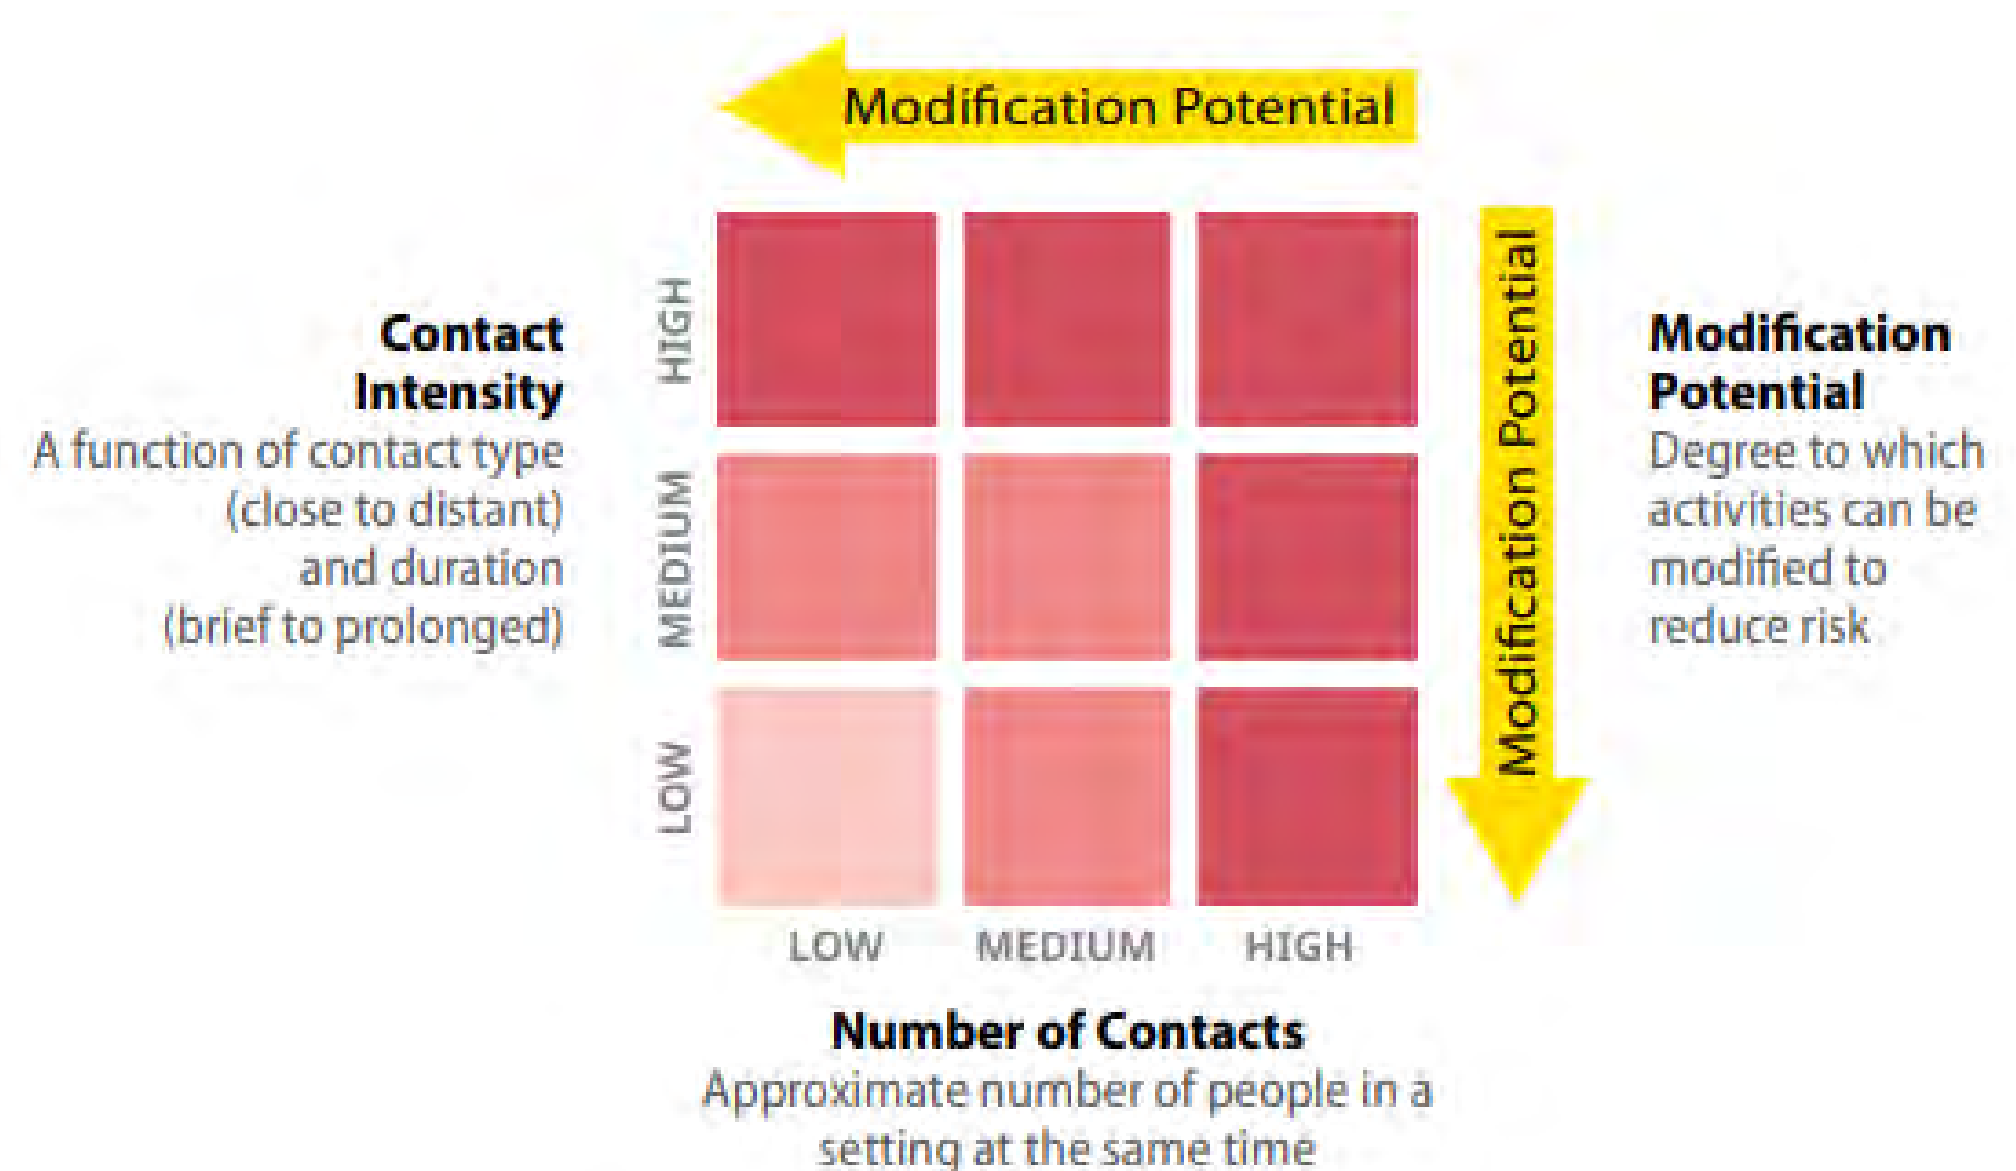 Modification Potential
Contact
Intensity
A function of contact type
(close to distant)
and duration
(brief to prolonged)
HIGH
MEDIUM
LOW
Modification Potential
Modification
Potential
Degree to which
activities can be
modified to
reduce risk
LOW MEDIUM HIGH
Number of Contacts
Approximate number of people in a
setting at the same time